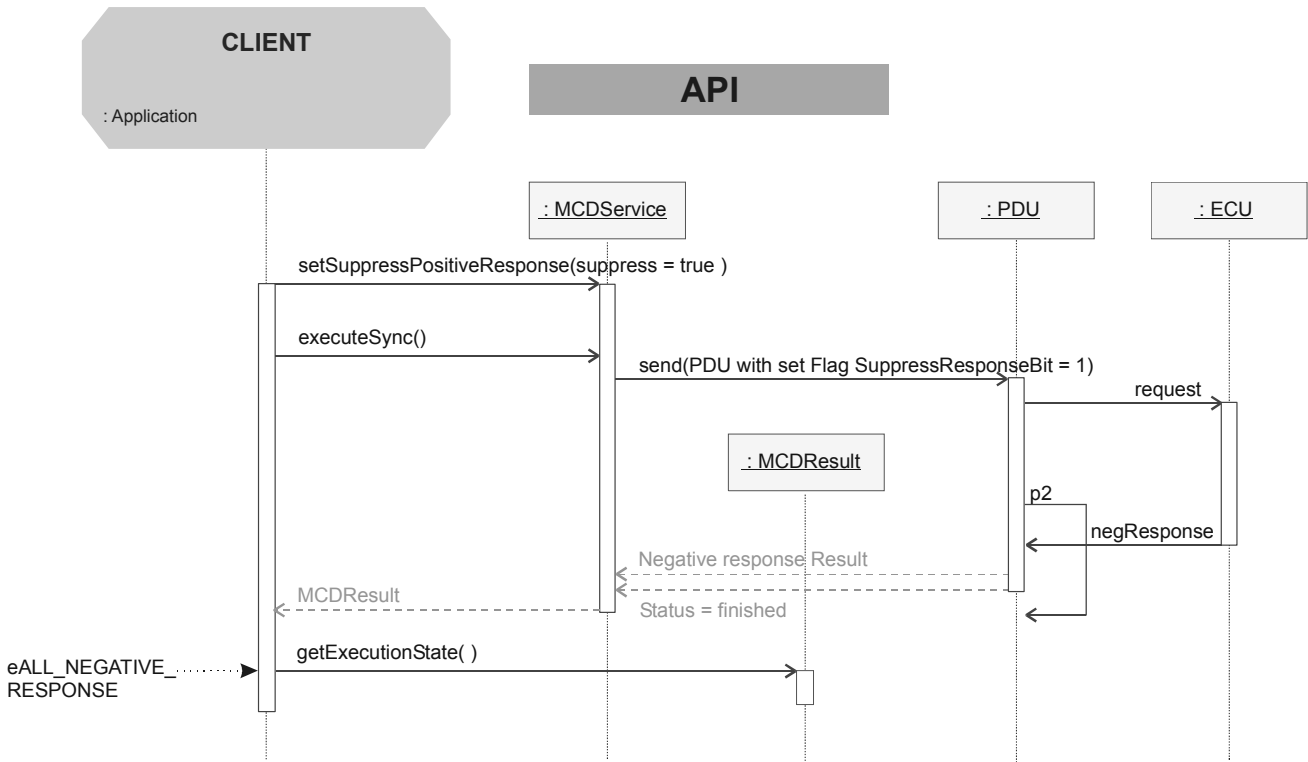 CLIENT
: Application
API
: MCDService
: PDU
: ECU
setSuppressPositiveResponse(suppress = true )
executeSync()
send(PDU with set Flag SuppressResponseBit = 1)
request
: MCDResult
p2
negResponse
Negative response Result
MCDResult
Status = finished
getExecutionState( )
eALL_NEGATIVE_
RESPONSE